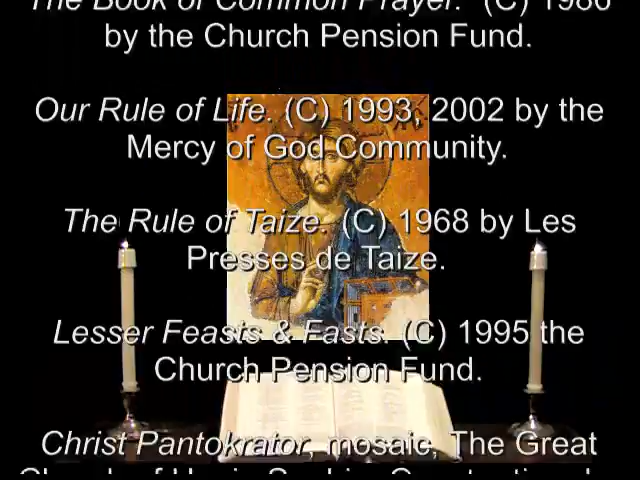 The Book of Common Prayer. (C) 1986
by the Church Pension Fund.
Our Rule of Life. (C) 1993, 2002 by the
Mercy of God Community.
The Rule of Taize. (C) 1968 by Les
Presses de Taize.
Lesser Feasts & Fasts. (C) 1995 the
Church Pension Fund.
Christ Pantokrator, mosaic, The Great